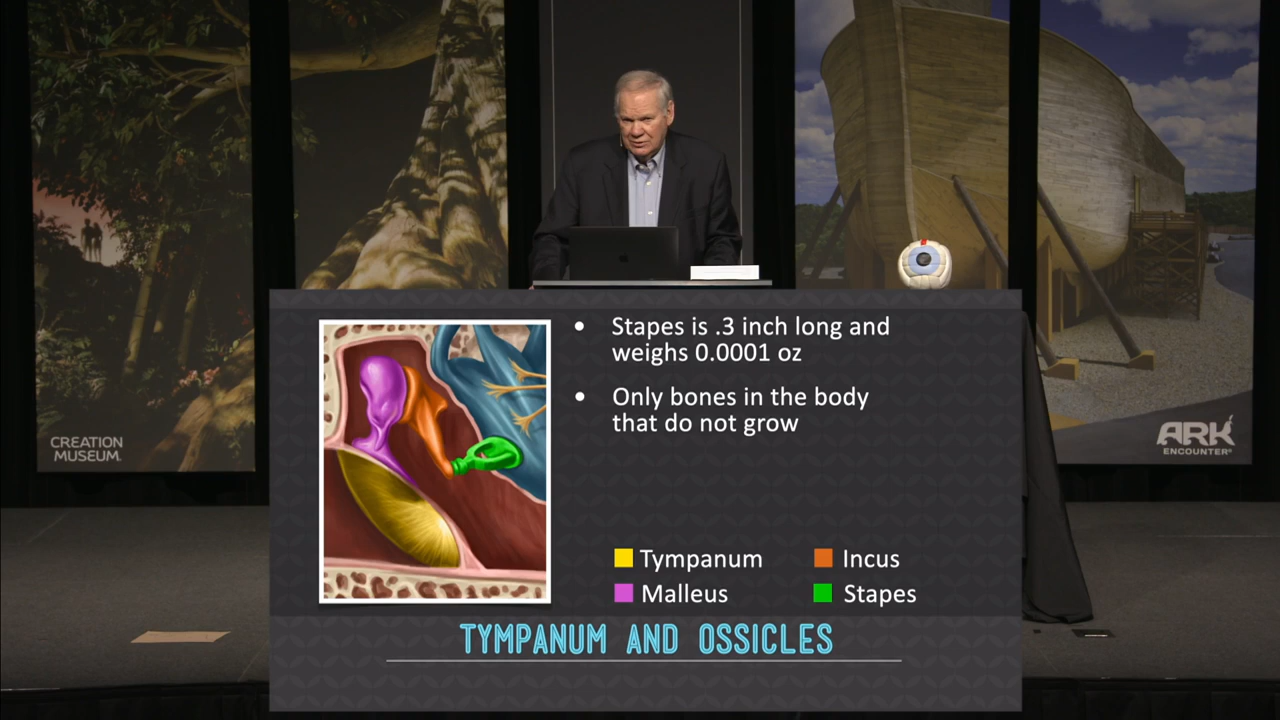 Stapes is .3 inch long and
weighs 0.0001 oz
Only bones in the body
that do not grow
CREATION
MUSEUM
ARK
ENCOUNTER
Tympanum
Incus
Malleus
Stapes
TYMPANUM AND OSSICLES